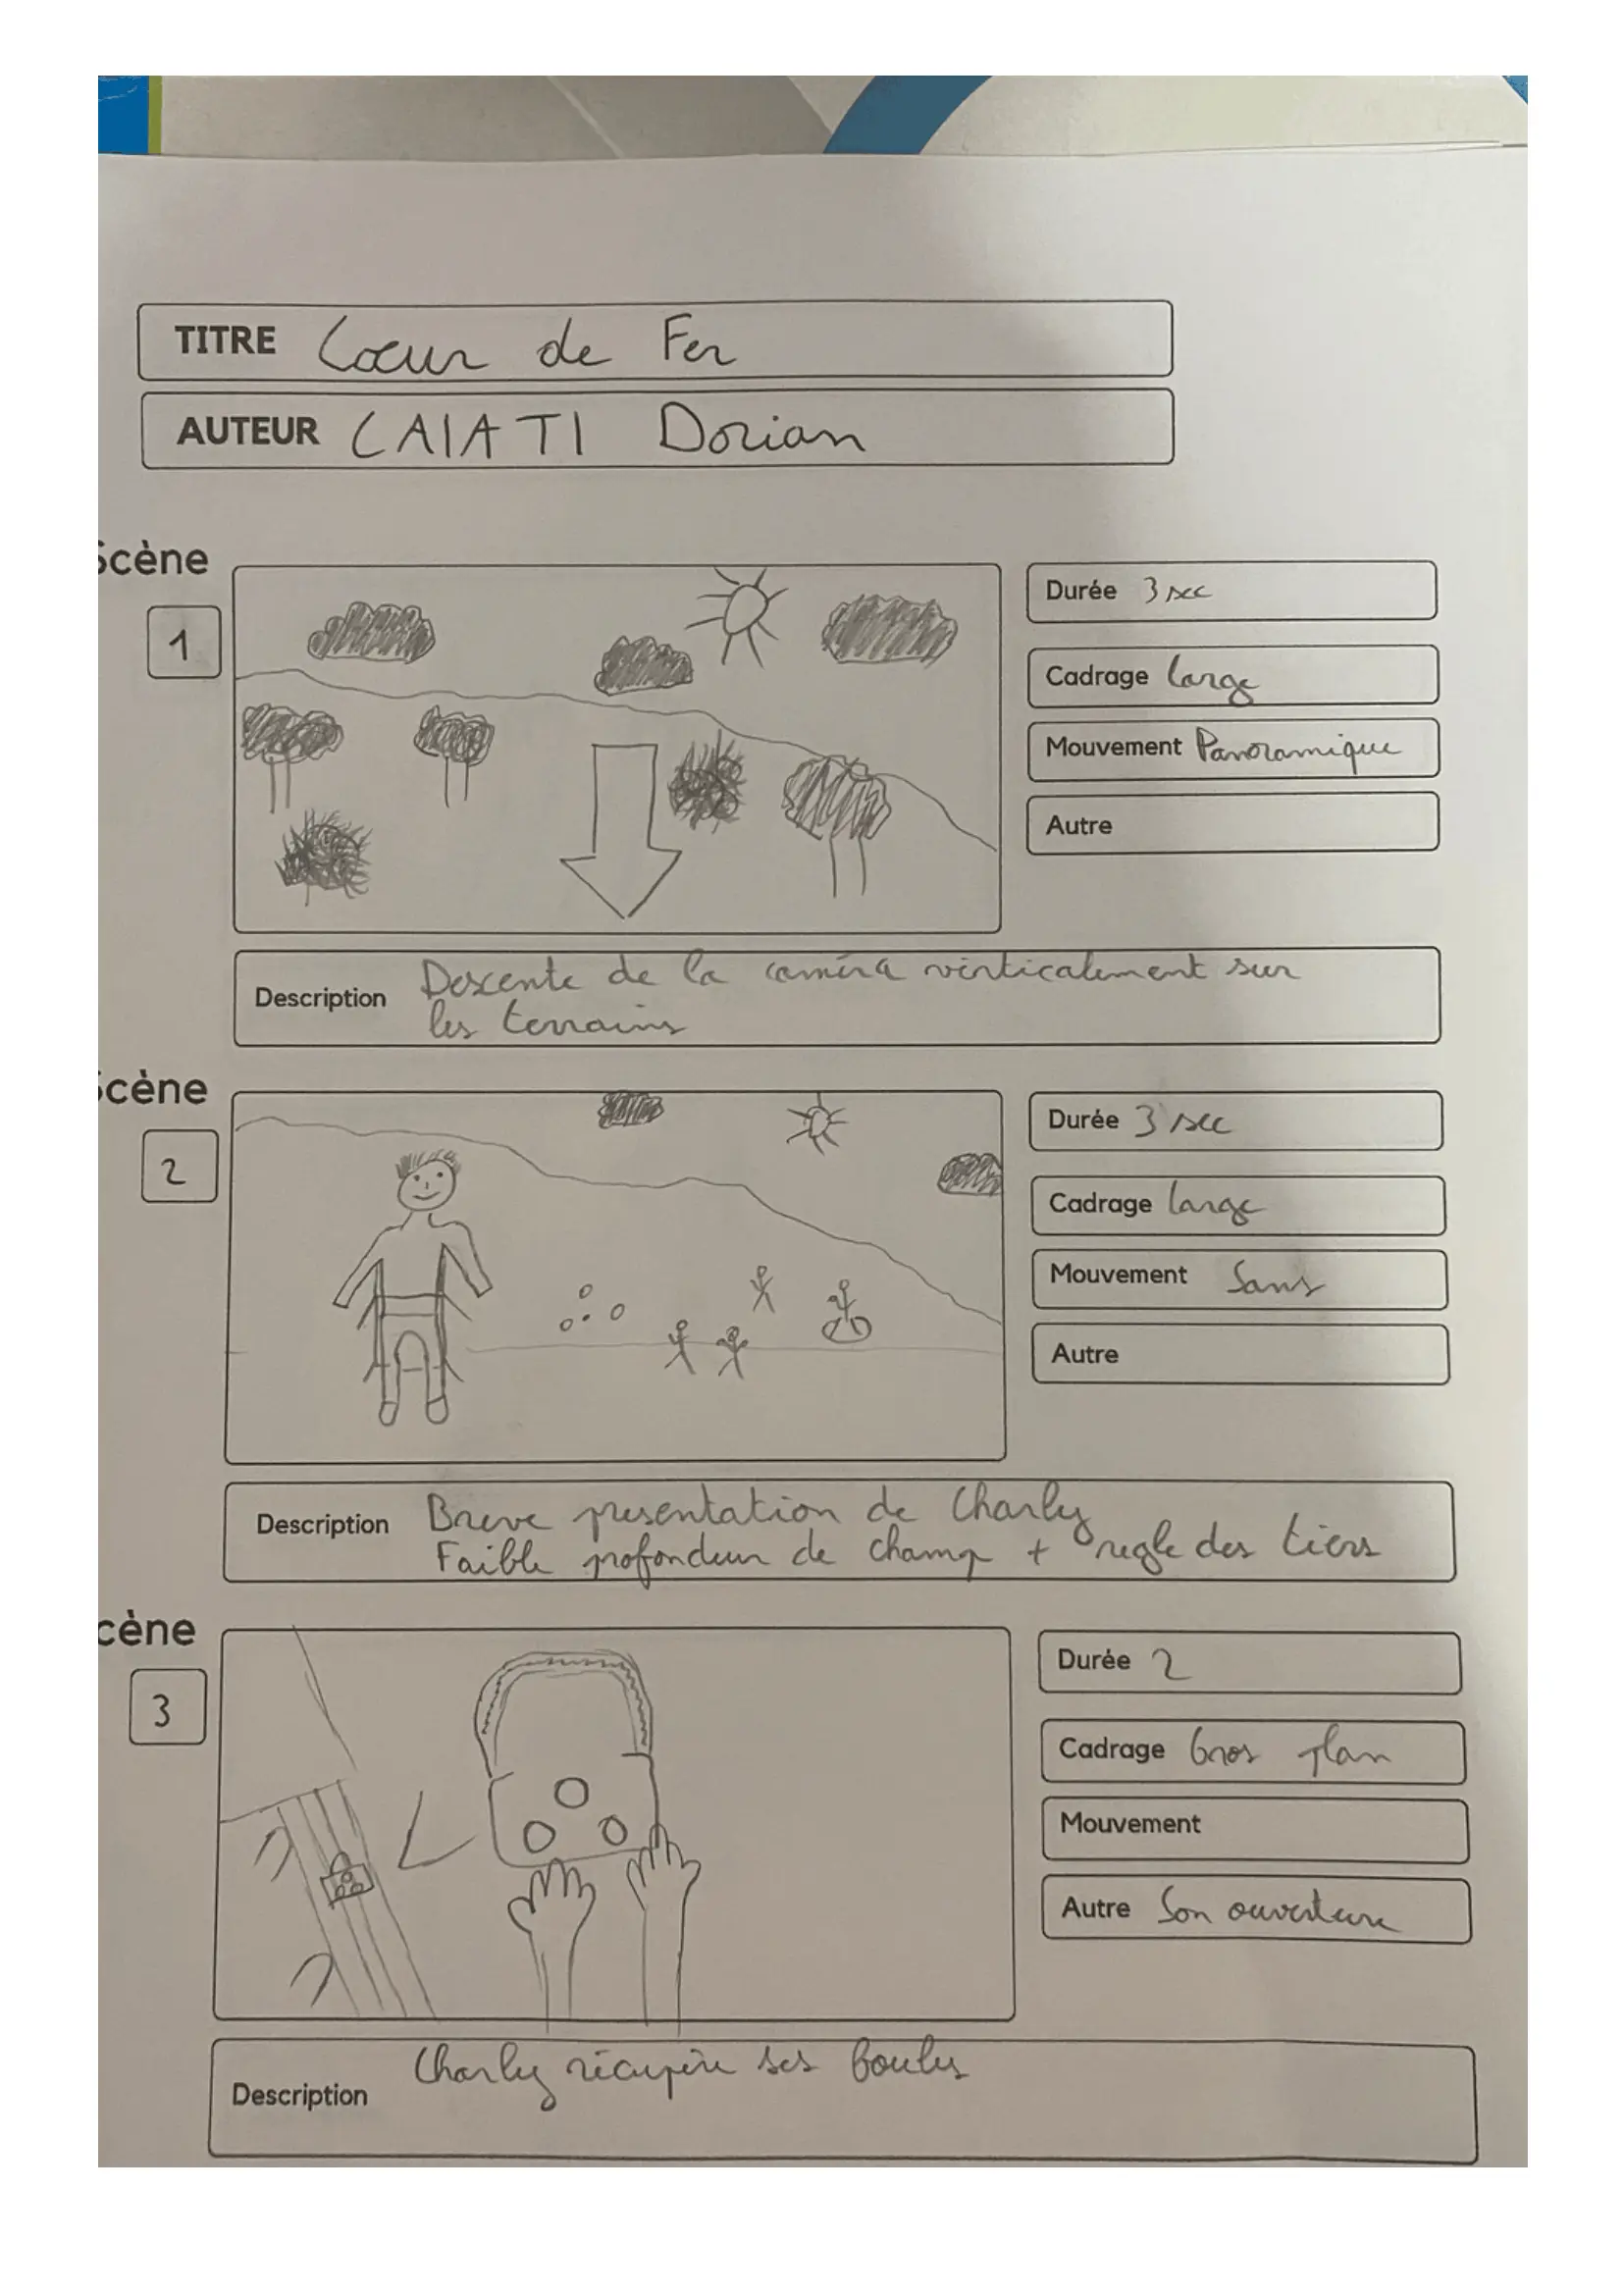 TITRE Coeur de Fer
AUTEUR CAIATI Dorian
Scène
1
Durée 3 sec
Cadrage large
Mouvement Panoramique
Autre
Description Descente de la caméra verticalement sur
les terrains
Scène
2
Durée 3 sec
Cadrage large
Mouvement Sans
Autre
Description Breve presentation de Charly
Faible profondeur de champ + regle des tiers
cène
3
Durée 2
Cadrage Gros plan
Mouvement
Autre Son ouverture
Description Charly récupère ses boules